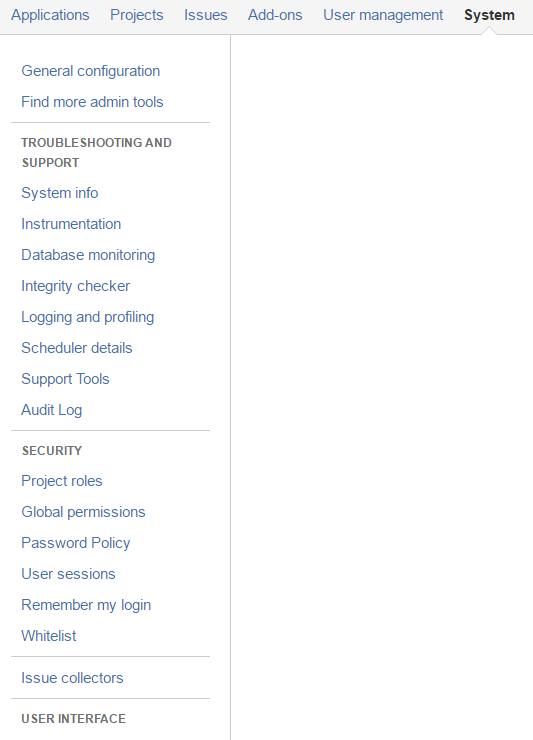 Applications Projects Issues Add-ons User management System
General configuration
Find more admin tools
TROUBLESHOOTING AND
SUPPORT
System info
Instrumentation
Database monitoring
Integrity checker
Logging and profiling
Scheduler details
Support Tools
Audit Log
SECURITY
Project roles
Global permissions
Password Policy
User sessions
Remember my login
Whitelist
Issue collectors
USER INTERFACE